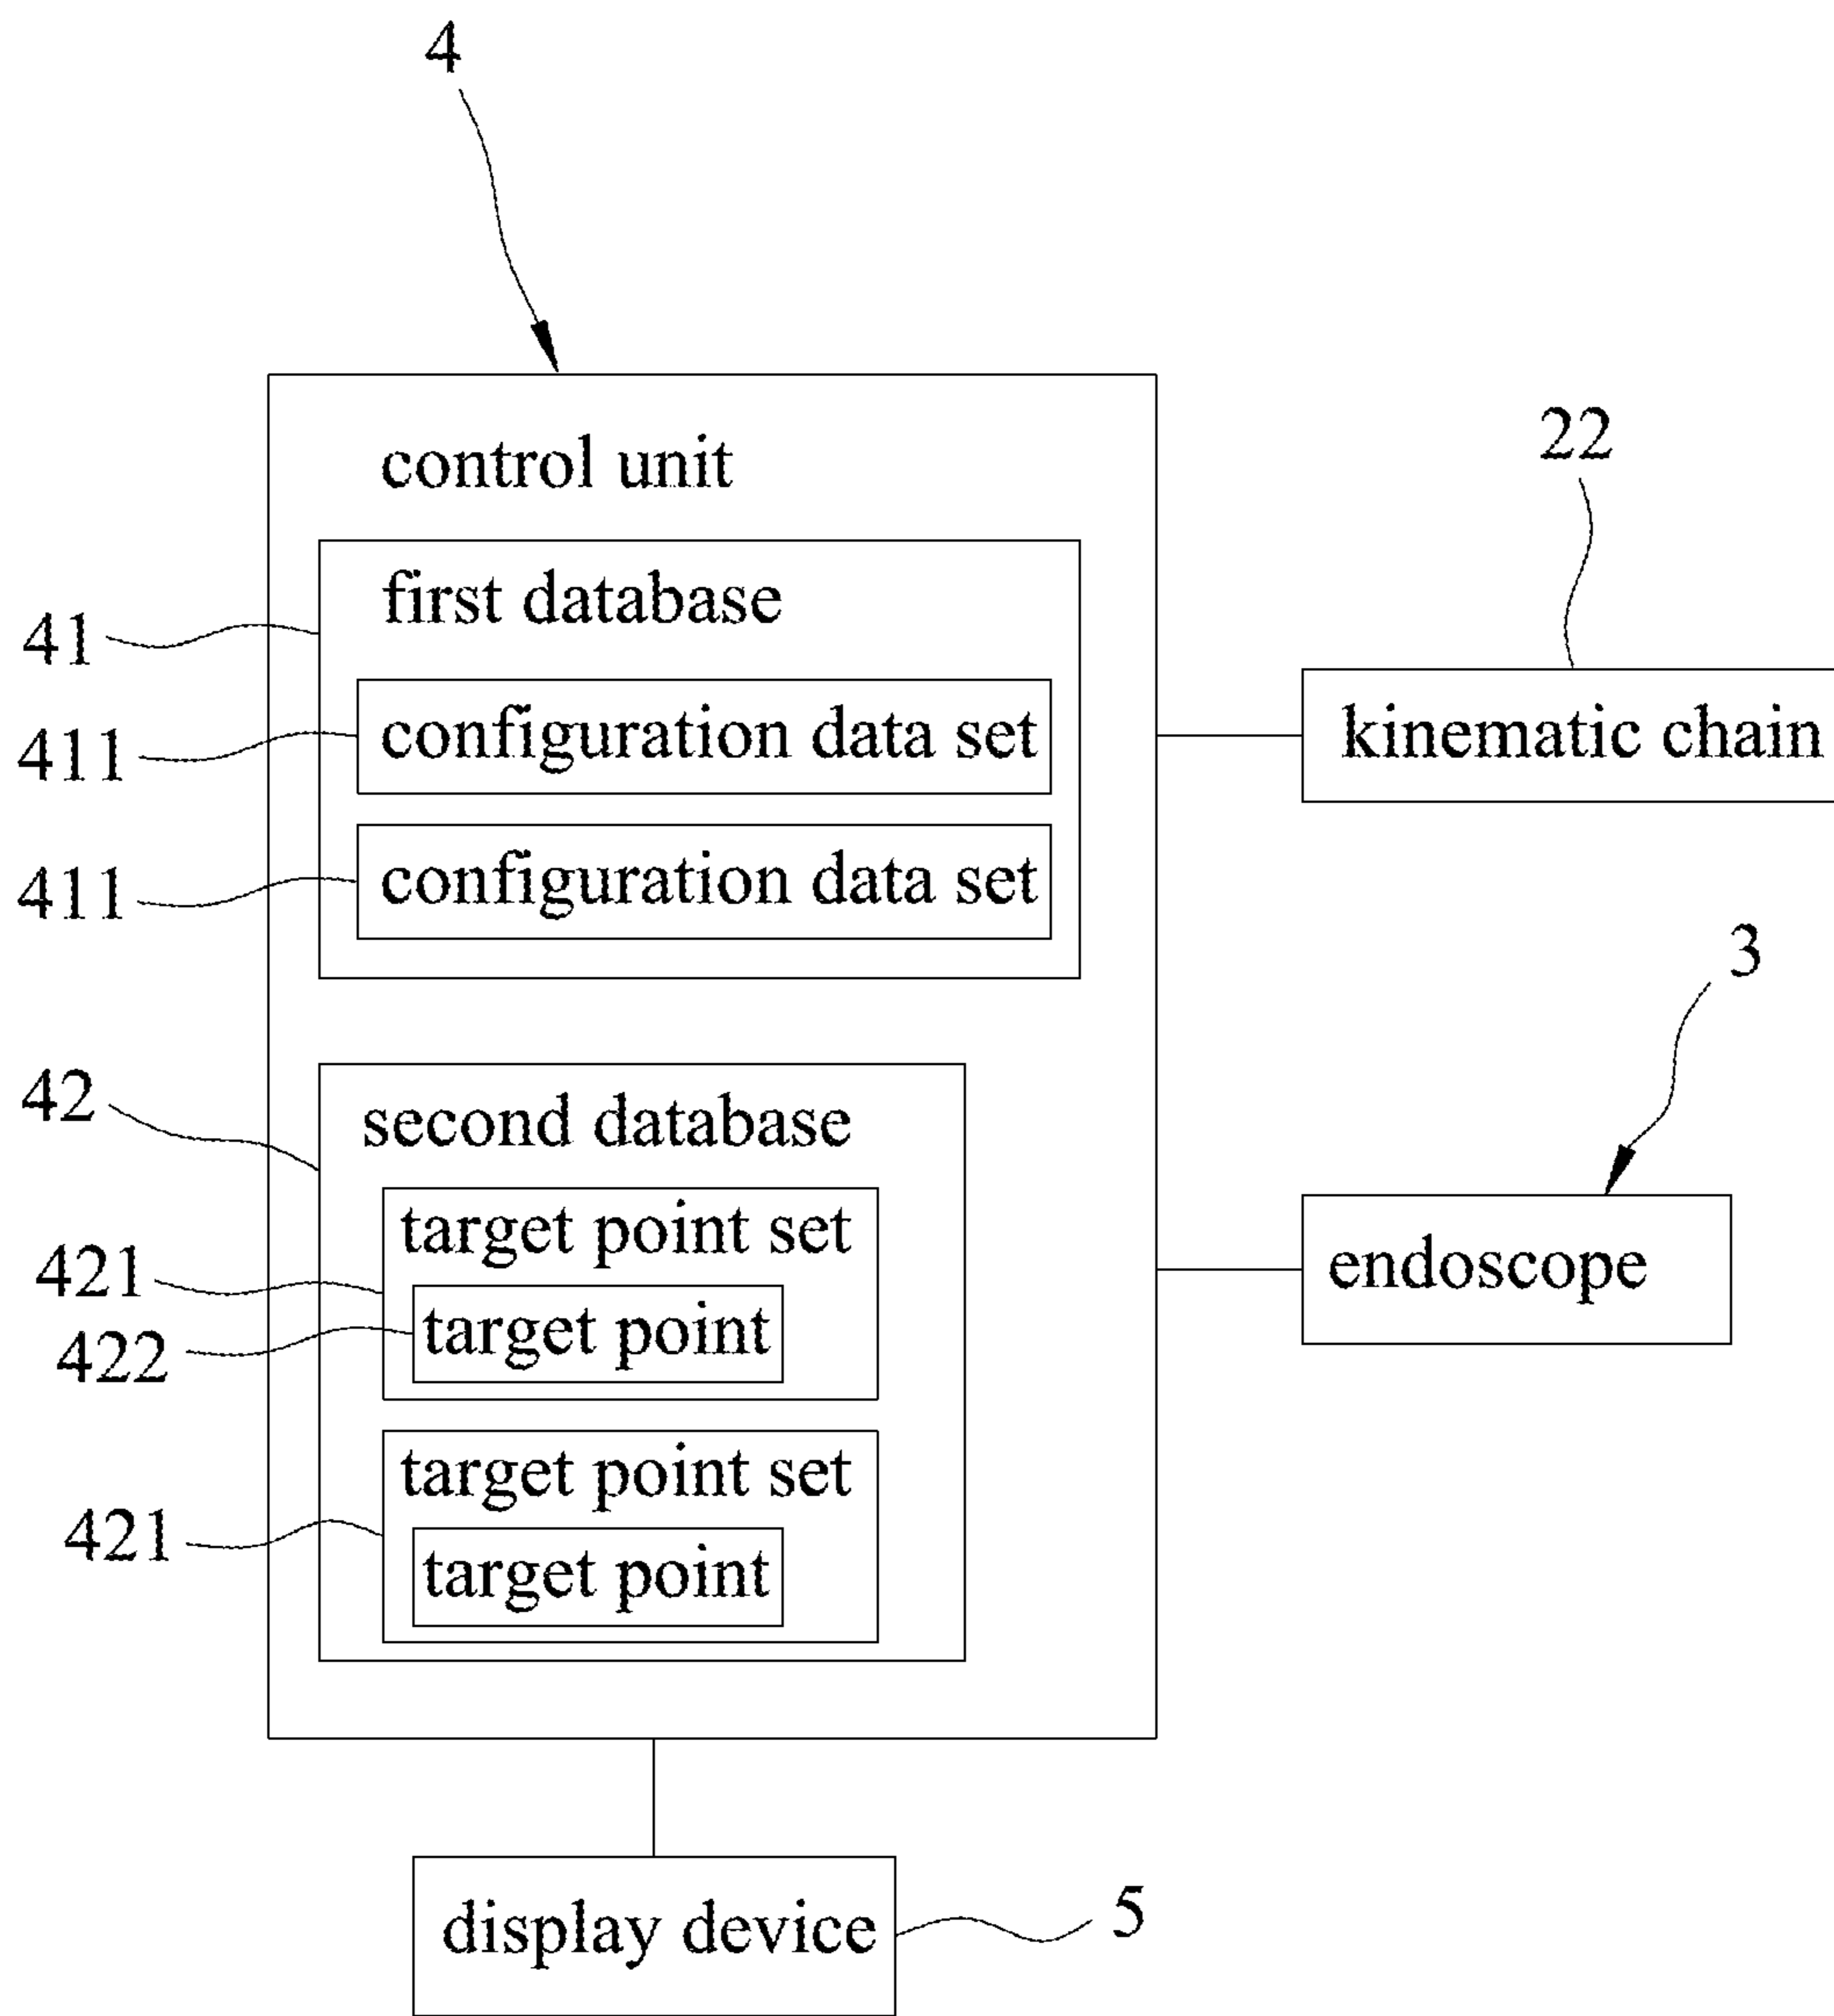 4
control unit
22
first database
41
configuration data set
kinematic chain
411
configuration data set
411
3
42
second database
target point set
421
endoscope
target point
422
target point set
421
target point
display device
5